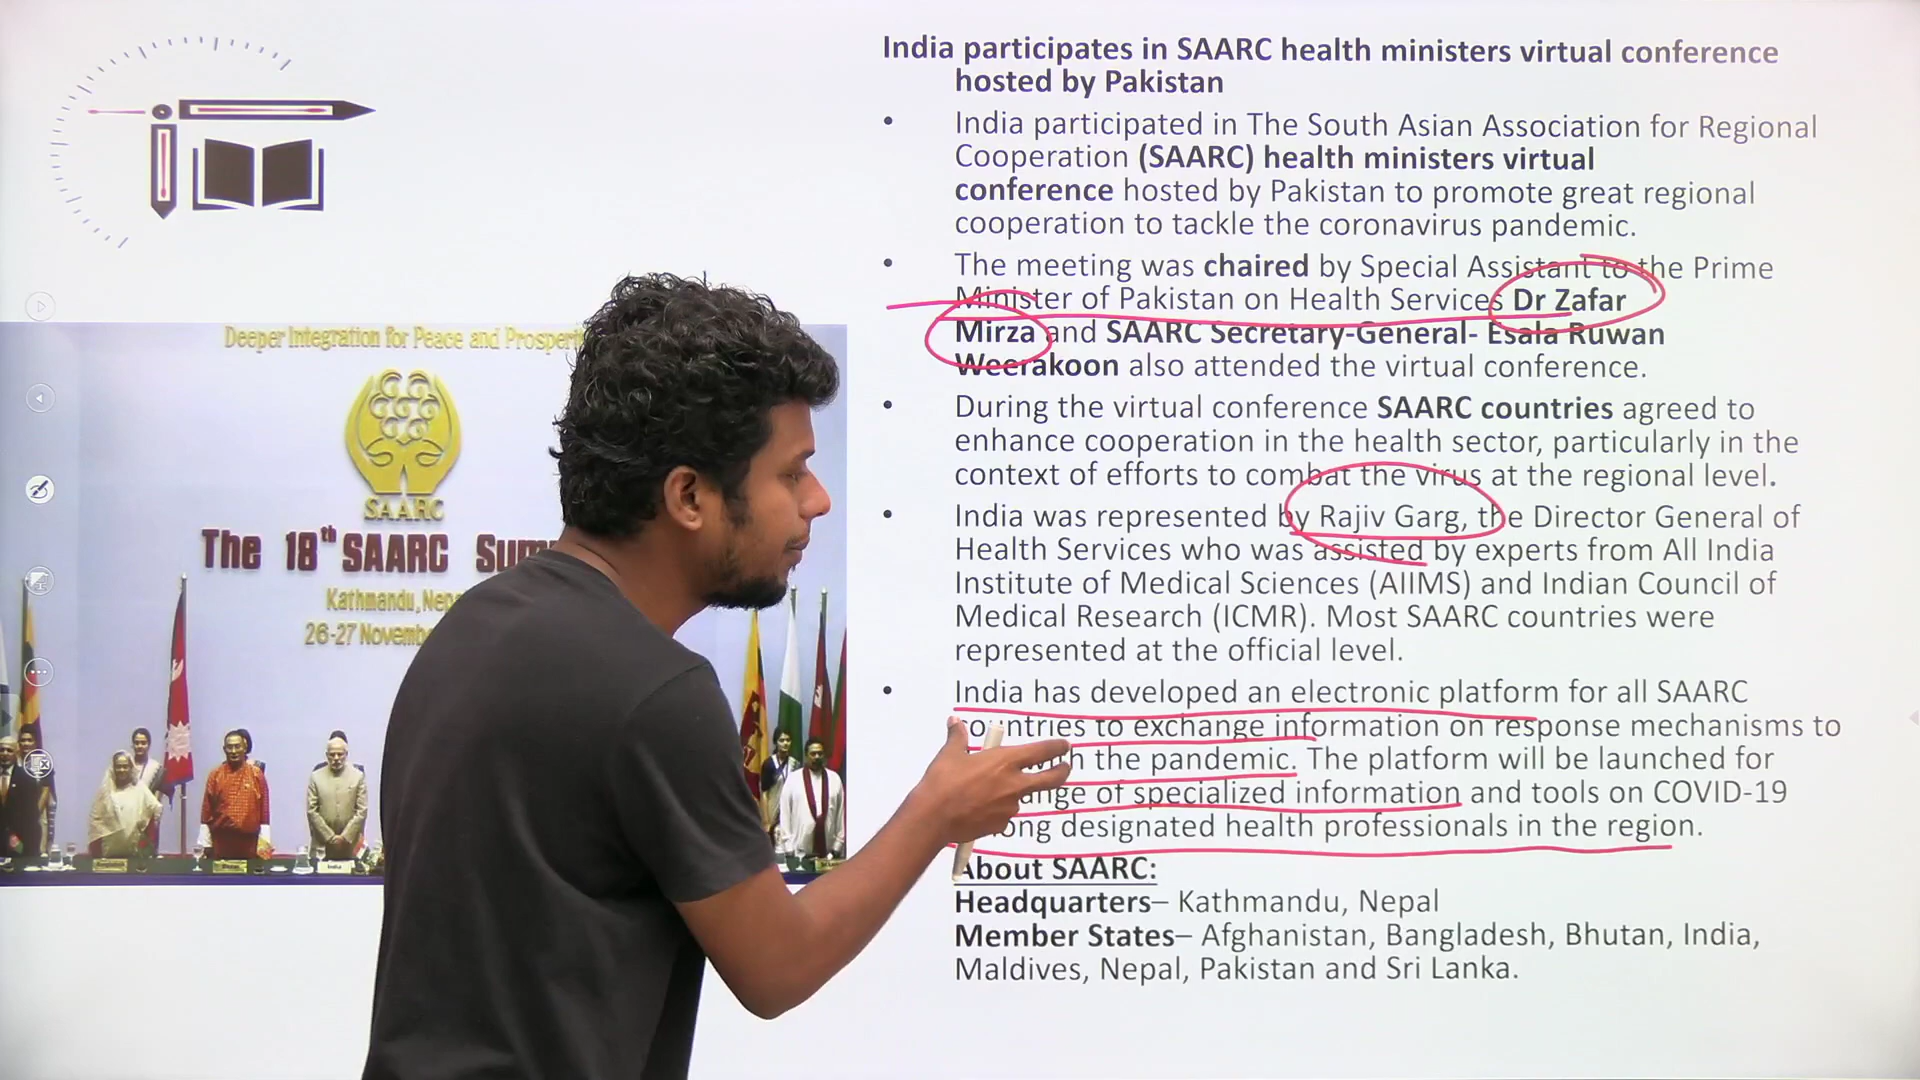 India participates in SAARC health ministers virtual conference
hosted by Pakistan
• India participated in The South Asian Association for Regional
Cooperation (SAARC) health ministers virtual
conference hosted by Pakistan to promote great regional
cooperation to tackle the coronavirus pandemic.
• The meeting was chaired by Special Assistant to the Prime
Minister of Pakistan on Health Services Dr Zafar
Mirza and SAARC Secretary-General- Esala Ruwan
Weerakoon also attended the virtual conference.
• During the virtual conference SAARC countries agreed to
enhance cooperation in the health sector, particularly in the
context of efforts to combat the virus at the regional level.
• India was represented by Rajiv Garg, the Director General of
Health Services who was assisted by experts from All India
Institute of Medical Sciences (AIIMS) and Indian Council of
Medical Research (ICMR). Most SAARC countries were
represented at the official level.
• India has developed an electronic platform for all SAARC
countries to exchange information on response mechanisms to
the pandemic. The platform will be launched for
of specialized information and tools on COVID-19
designated health professionals in the region.
About SAARC:
Headquarters– Kathmandu, Nepal
Member States– Afghanistan, Bangladesh, Bhutan, India,
Maldives, Nepal, Pakistan and Sri Lanka.
Deeper Integration for Peace and
SAARC
The 18th SAARC
Kathmandu,
26-27